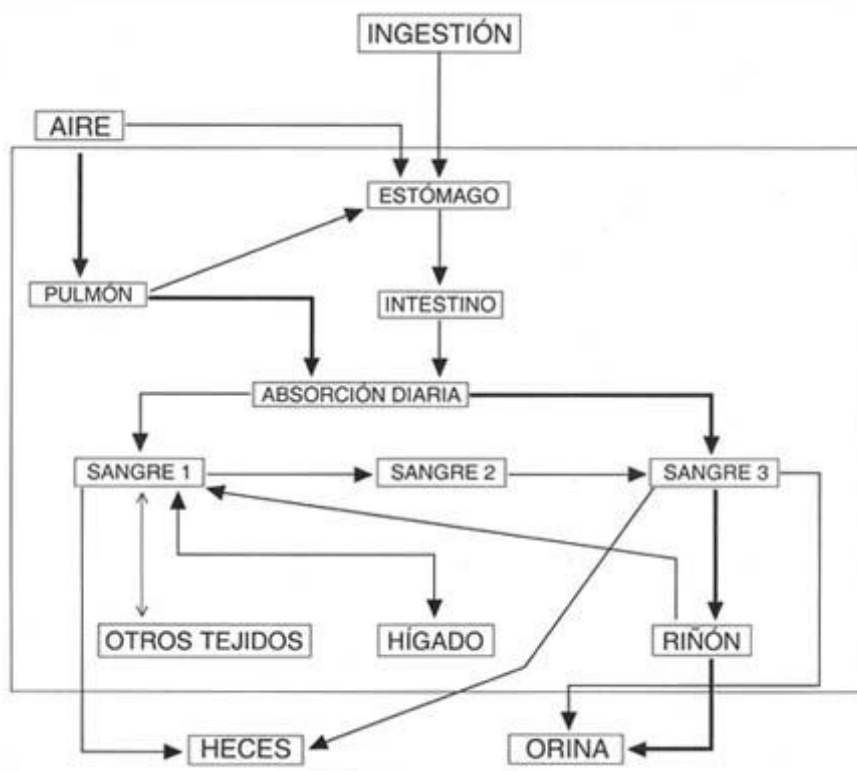 INGESTIÓN
AIRE
ESTÓMAGO
PULMÓN
INTESTINO
ABSORCIÓN DIARIA
SANGRE 1
SANGRE 2
SANGRE 3
OTROS TEJIDOS
HÍGADO
RIÑÓN
HECES
ORINA